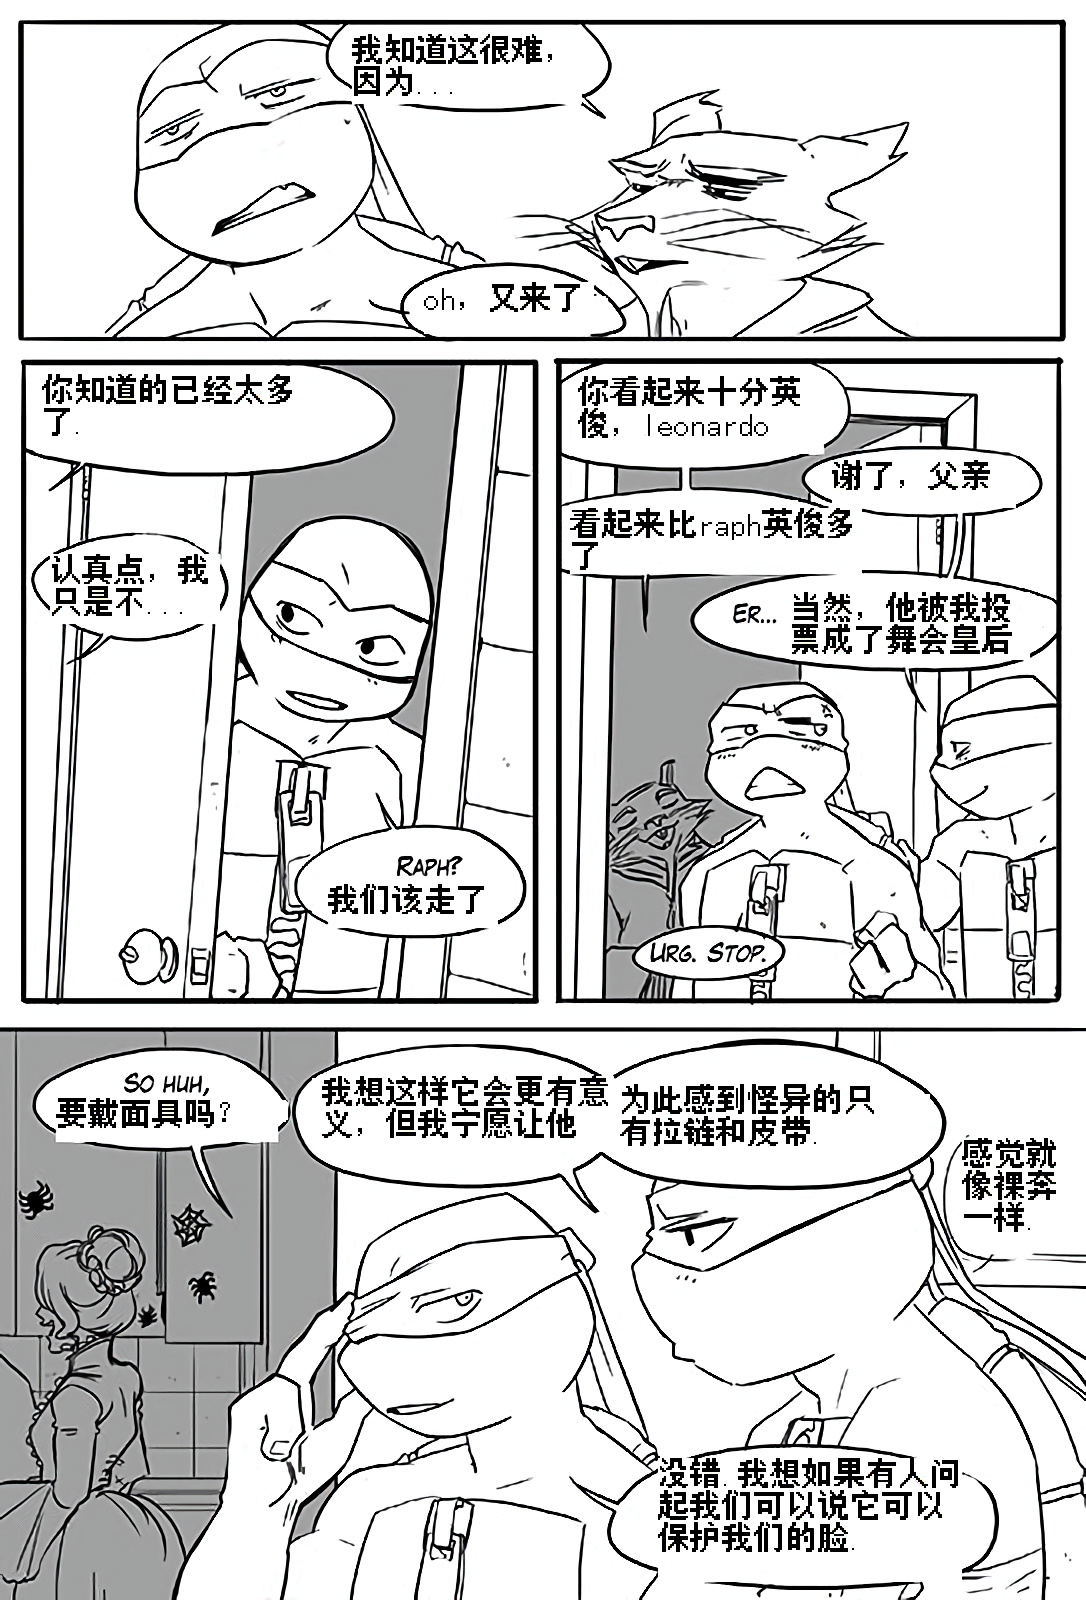 我知道这很难，
因为...
oh，又来了
你知道的已经太多
了.
认真点，我
只是不...
RAPH?
我们该走了
你看起来十分英
俊，leonardo
谢了，父亲
看起来比raph英俊多
了
ER... 当然，他被我投
票成了舞会皇后
URG. STOP.
SO HUH,
要戴面具吗?
我想这样它会更有意
义，但我宁愿让他
为此感到怪异的只
有拉链和皮带.
感觉就
像裸奔
一样.
没错.我想如果有人问
起我们可以说它可以
保护我们的脸.